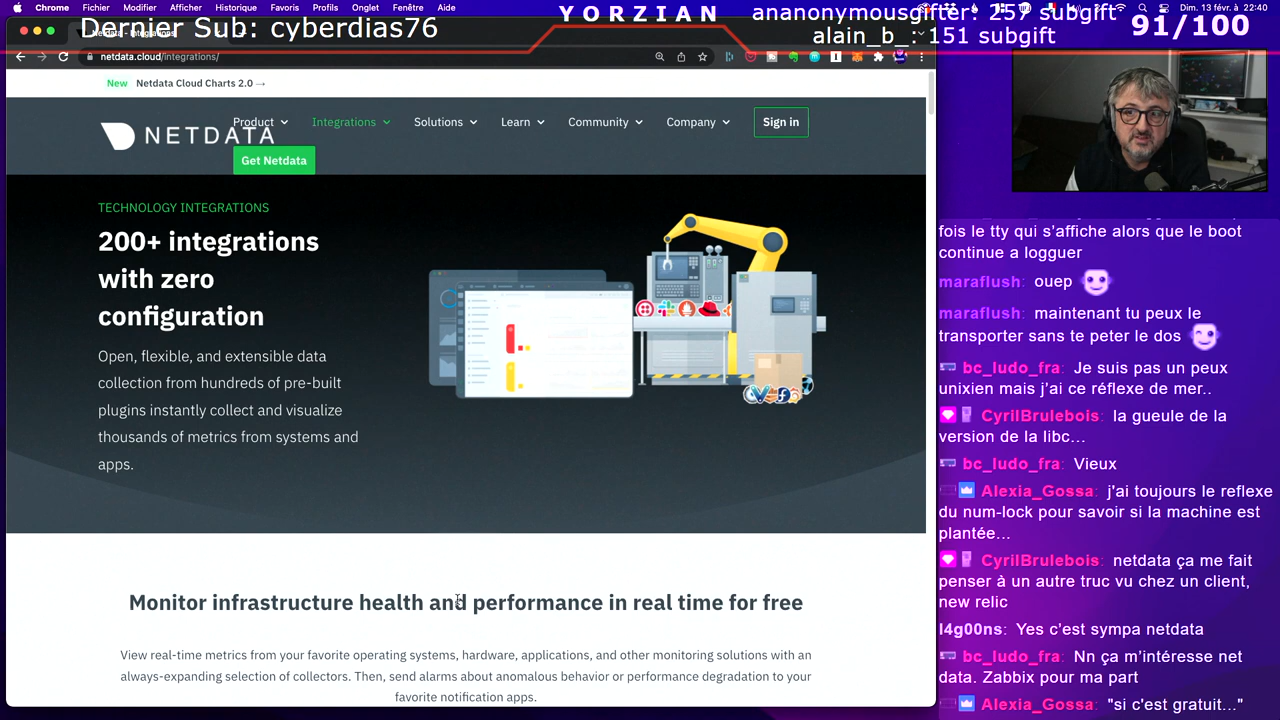 Chrome Fichier Modifier Afficher Historique Favoris Profils Onglet Fenêtre Aide
Dim. 13 févr. à 22:40
Dernier Sub: cyberdias76
YORZIAN
ananonymousgifter: 257 subgift
alain_b_: 151 subgift
91/100
netdata.cloud/integrations/
New Netdata Cloud Charts 2.0 →
NETDATA
Product Integrations Solutions Learn Community Company Sign in
Get Netdata
TECHNOLOGY INTEGRATIONS
200+ integrations
with zero
configuration
Open, flexible, and extensible data
collection from hundreds of pre-built
plugins instantly collect and visualize
thousands of metrics from systems and
apps.
Monitor infrastructure health and performance in real time for free
View real-time metrics from your favorite operating systems, hardware, applications, and other monitoring solutions with an
always-expanding selection of collectors. Then, send alarms about anomalous behavior or performance degradation to your
favorite notification apps.
fois le tty qui s'affiche alors que le boot
continue a logguer
maraflush: ouep
maraflush: maintenant tu peux le
transporter sans te peter le dos
bc_ludo_fra: Je suis pas un peux
unixien mais j'ai ce réflexe de mer..
CyrilBrulebois: la gueule de la
version de la libc...
bc_ludo_fra: Vieux
Alexia_Gossa: j'ai toujours le reflexe
du num-lock pour savoir si la machine est
plantée...
CyrilBrulebois: netdata ça me fait
penser à un autre truc vu chez un client,
new relic
l4g00ns: Yes c'est sympa netdata
bc_ludo_fra: Nn ça m'intéresse net
data. Zabbix pour ma part
Alexia_Gossa: "si c'est gratuit..."